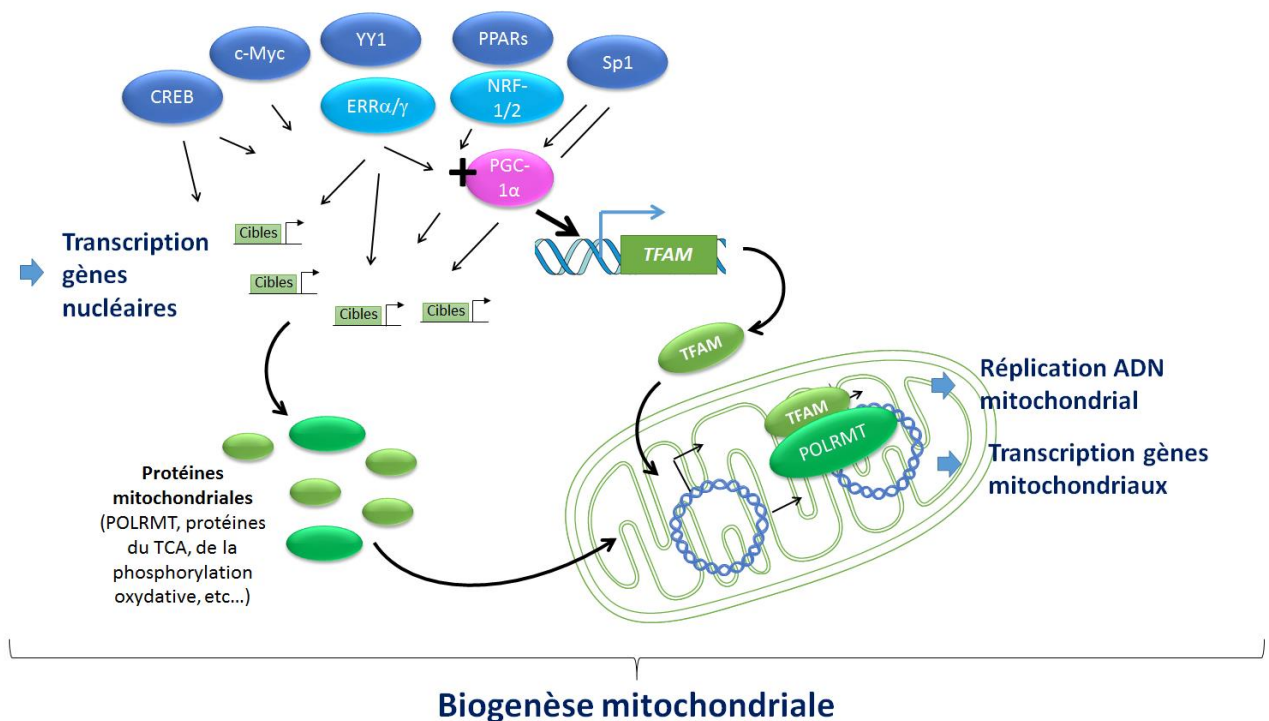 YY1
PPARs
c-Myc
Sp1
CREB
ERRα/γ
NRF-
1/2
PGC-
1α
+
Transcription
gènes
nucléaires
Cibles
Cibles
Cibles
Cibles
TFAM
TFAM
TFAM
POLRMT
Réplication ADN
mitochondrial
Transcription gènes
mitochondriaux
Protéines
mitochondriales
(POLRMT, protéines
du TCA, de la
phosphorylation
oxydative, etc...)
Biogenèse mitochondriale